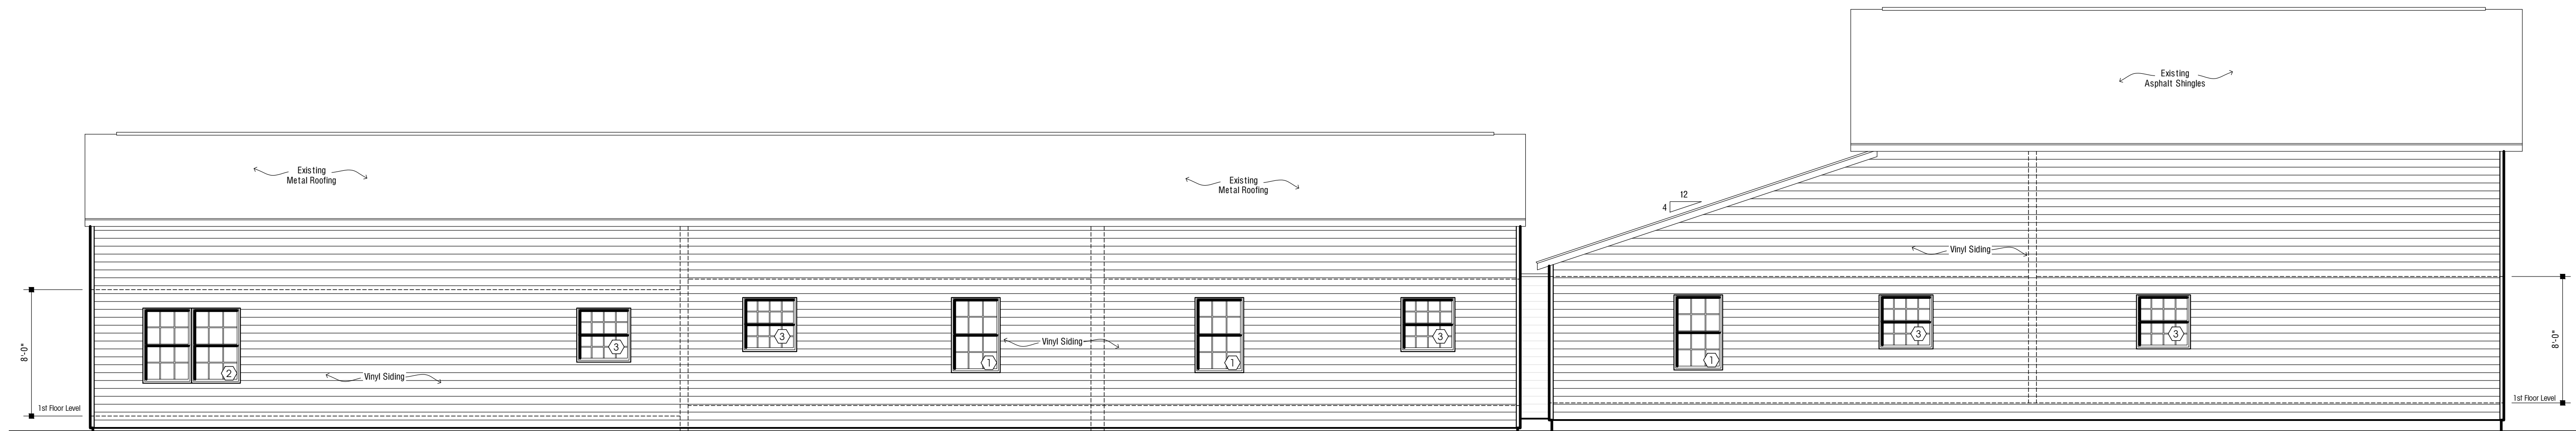 Existing
Asphalt Shingles
Existing
Metal Roofing
Existing
Metal Roofing
12
4
Vinyl Siding
8'-0"
8'-0"
3
3
3
1
3
3
Vinyl Siding
1
1
1
2
Vinyl Siding
1st Floor Level
1st Floor Level